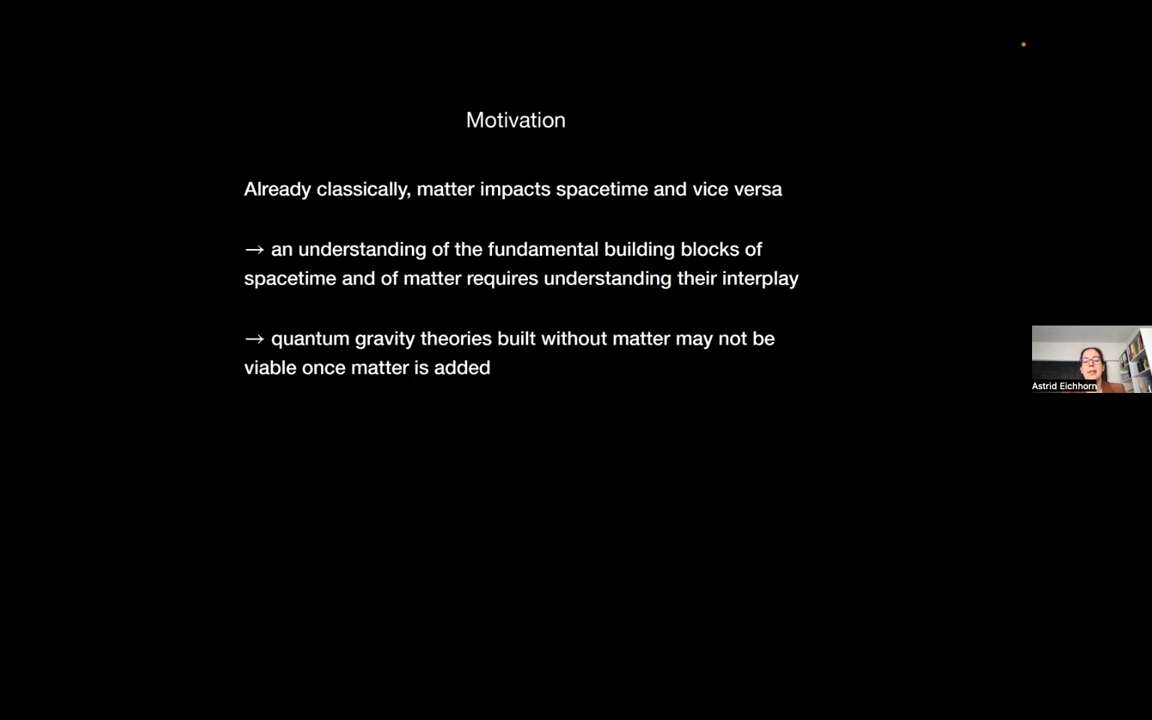 Motivation
Already classically, matter impacts spacetime and vice versa
→ an understanding of the fundamental building blocks of
spacetime and of matter requires understanding their interplay
→ quantum gravity theories built without matter may not be
viable once matter is added
Astrid Eichhorn